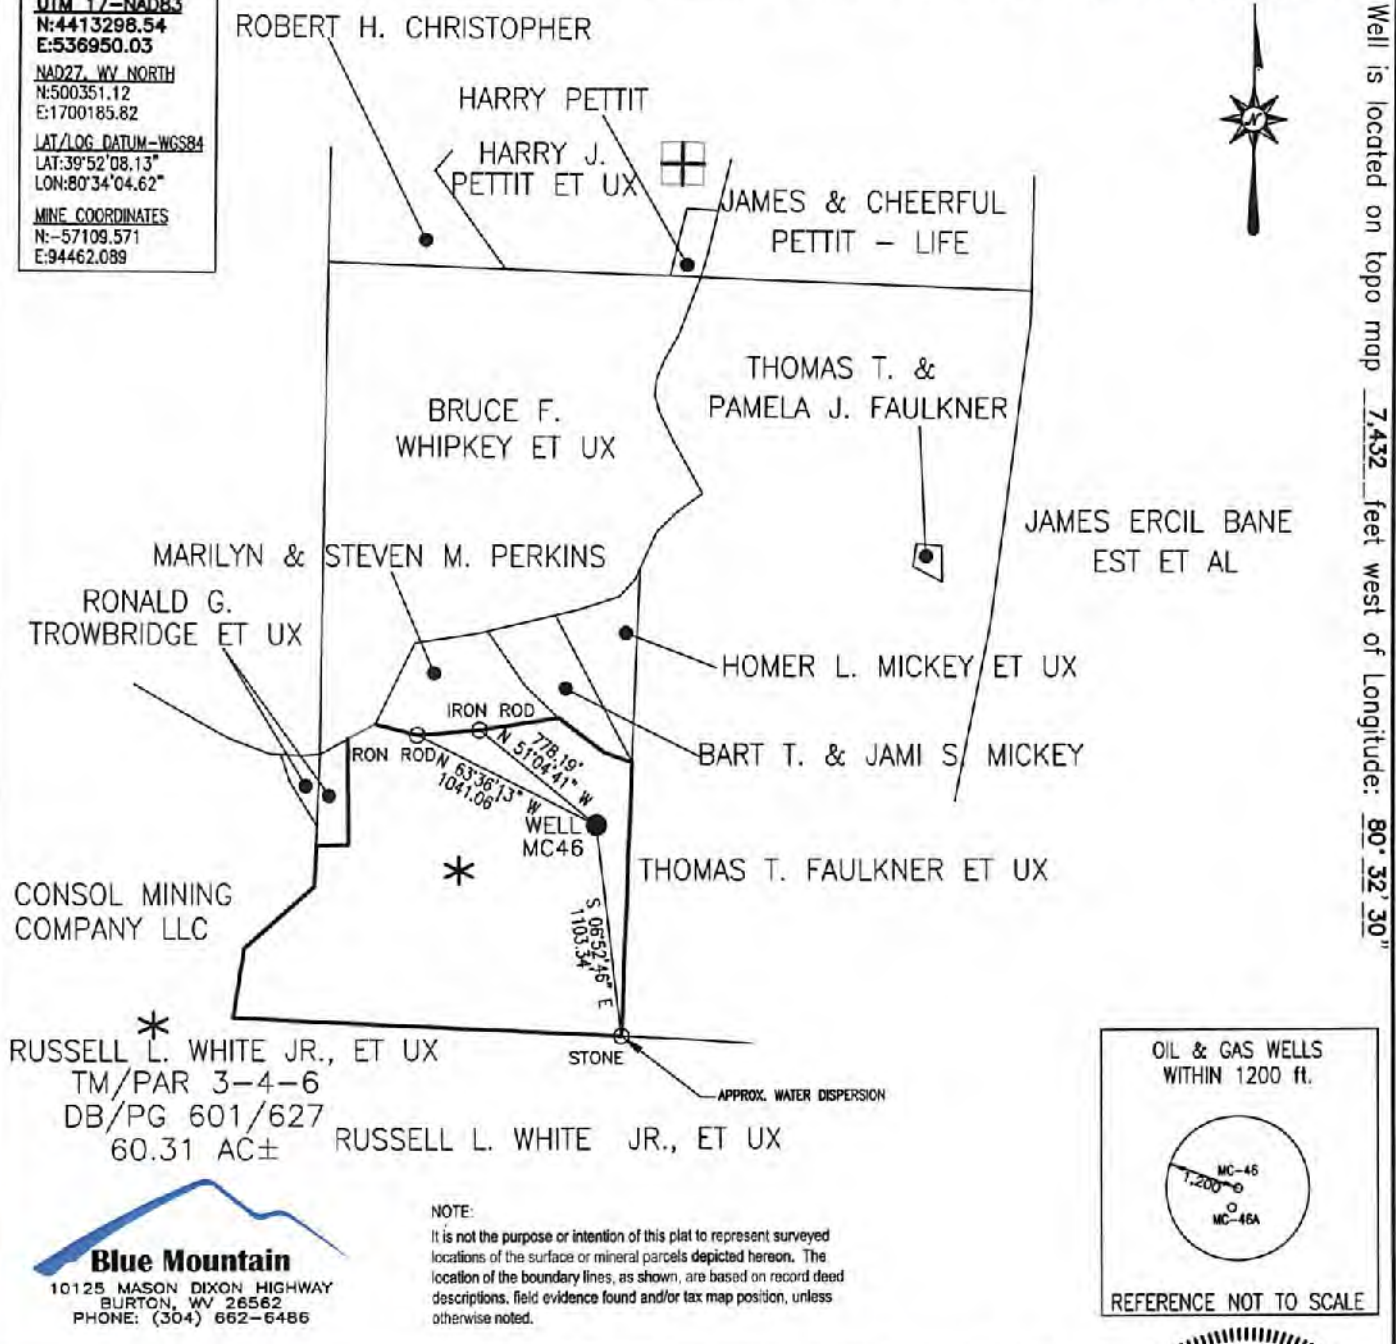 UTM 17-NAD83
N:4413298.54
E:536950.03
NAD27, WV NORTH
N:500351.12
E:1700185.82
LAT/LOG DATUM-WGS84
LAT:39°52'08.13"
LON:80°34'04.62"
MINE COORDINATES
N:-57109.571
E:94462.089
ROBERT H. CHRISTOPHER
HARRY PETTIT
HARRY J.
PETTIT ET UX
JAMES & CHEERFUL
PETTIT - LIFE
N
Well is located on topo map 7,432 feet west of Longitude: 80° 32' 30"
THOMAS T. &
PAMELA J. FAULKNER
BRUCE F.
WHIPKEY ET UX
JAMES ERCIL BANE
EST ET AL
MARILYN & STEVEN M. PERKINS
RONALD G.
TROWBRIDGE ET UX
HOMER L. MICKEY ET UX
BART T. & JAMI S. MICKEY
IRON ROD
IRON ROD
778.19'
N 51°04'41" W
N 63°36'13" W
1041.06'
WELL
MC46
THOMAS T. FAULKNER ET UX
CONSOL MINING
COMPANY LLC
S 06°52'46" E
1103.34'
STONE
APPROX. WATER DISPERSION
RUSSELL L. WHITE JR., ET UX
TM/PAR 3-4-6
DB/PG 601/627
60.31 AC±
RUSSELL L. WHITE JR., ET UX
OIL & GAS WELLS
WITHIN 1200 ft.
MC-46
1,200'
MC-46A
REFERENCE NOT TO SCALE
Blue Mountain
10125 MASON DIXON HIGHWAY
BURTON, WV 26562
PHONE: (304) 662-6486
NOTE:
It is not the purpose or intention of this plat to represent surveyed
locations of the surface or mineral parcels depicted hereon. The
location of the boundary lines, as shown, are based on record deed
descriptions, field evidence found and/or tax map position, unless
otherwise noted.